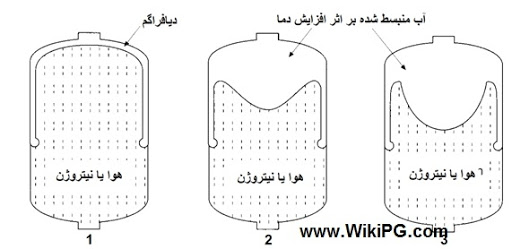 دیافراگم
آب منبسط شده بر اثر افزایش دما
هوا یا نیتروژن
هوا یا نیتروژن
٦ هوا یا نیتروژن
1
2
3
www.WikiPG.com